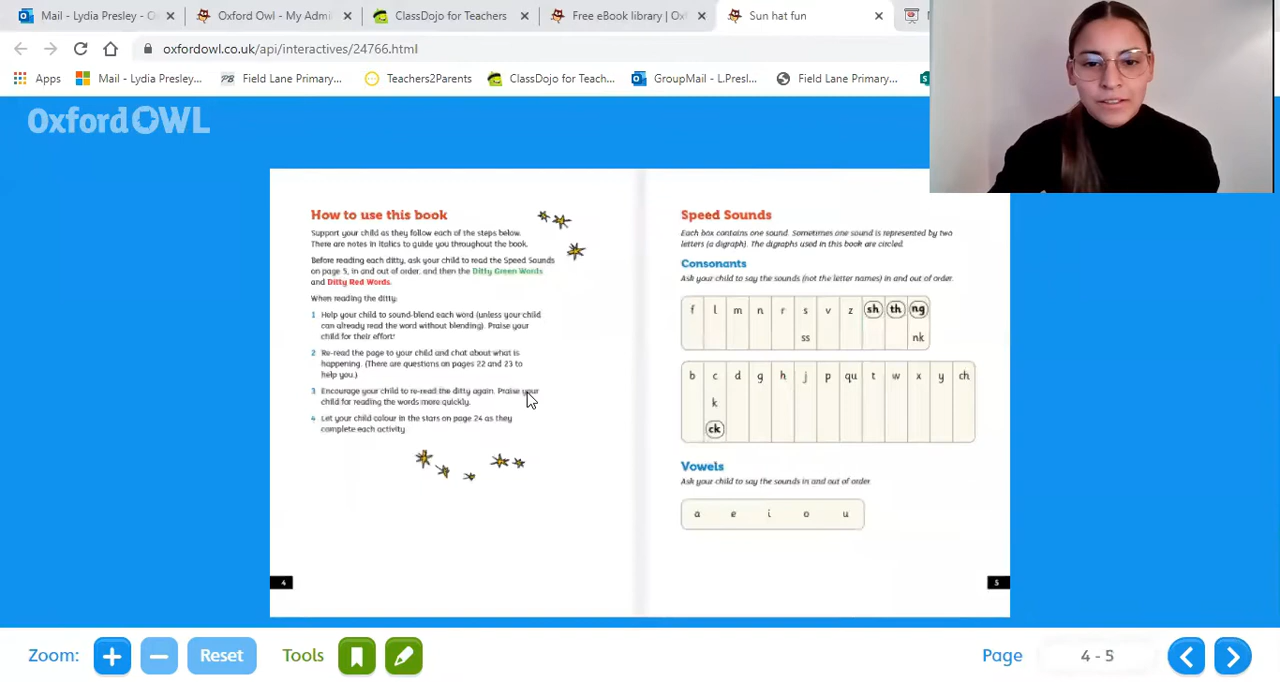 Mail - Lydia Presley - O
Oxford Owl - My Admi
ClassDojo for Teachers
Free eBook library | Ox
Sun hat fun
oxfordowl.co.uk/api/interactives/24766.html
Apps
Mail - Lydia Presley...
Field Lane Primary...
Teachers2Parents
ClassDojo for Teach...
GroupMail - L.Presl...
Field Lane Primary...
Oxford OWL
How to use this book
Support your child as they follow each of the steps below.
There are notes in italics to guide you throughout the book.
Before reading each ditty, ask your child to read the Speed Sounds
on page 5, in and out of order, and then the Ditty Green Words
and Ditty Red Words.
When reading the ditty:
1 Help your child to sound-blend each word (unless your child
can already read the word without blending). Praise your
child for their effort!
2 Re-read the page to your child and chat about what is
happening. (There are questions on pages 22 and 23 to
help you.)
3 Encourage your child to re-read the ditty again. Praise your
child for reading the words more quickly.
4 Let your child colour in the stars on page 24 as they
complete each activity
4
Speed Sounds
Each box contains one sound. Sometimes one sound is represented by two
letters (a digraph). The digraphs used in this book are circled.
Consonants
Ask your child to say the sounds (not the letter names) in and out of order.
f l m n r s v z sh th ng
ss nk
b c d g h j p qu t w x y ch
k
ck
Vowels
Ask your child to say the sounds in and out of order.
a e i o u
5
Zoom: + − Reset Tools Page 4 - 5